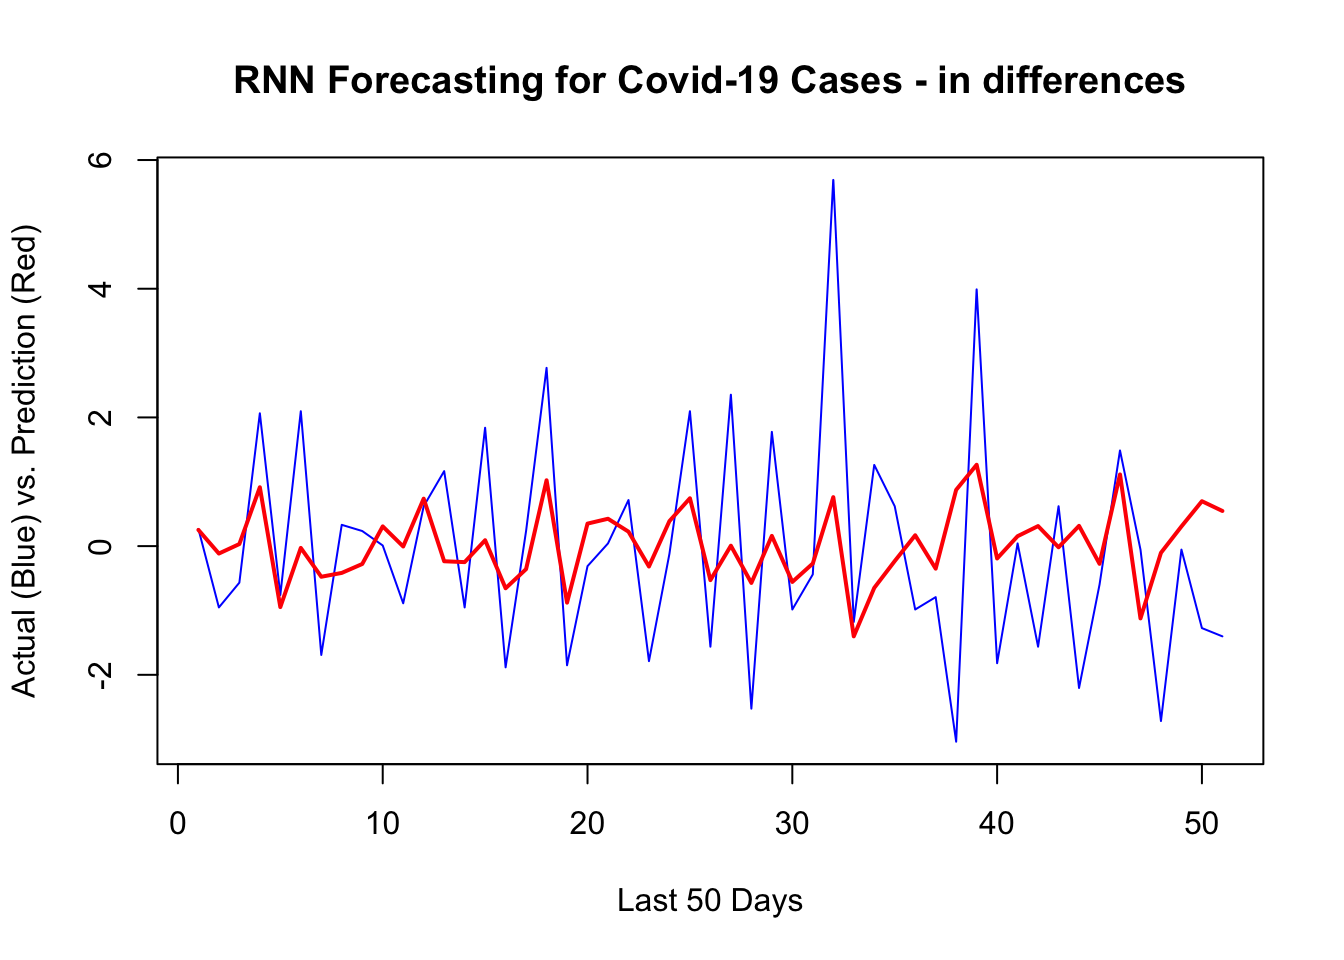 RNN Forecasting for Covid-19 Cases - in differences
Actual (Blue) vs. Prediction (Red)
6
4
2
0
-2
0 10 20 30 40 50
Last 50 Days